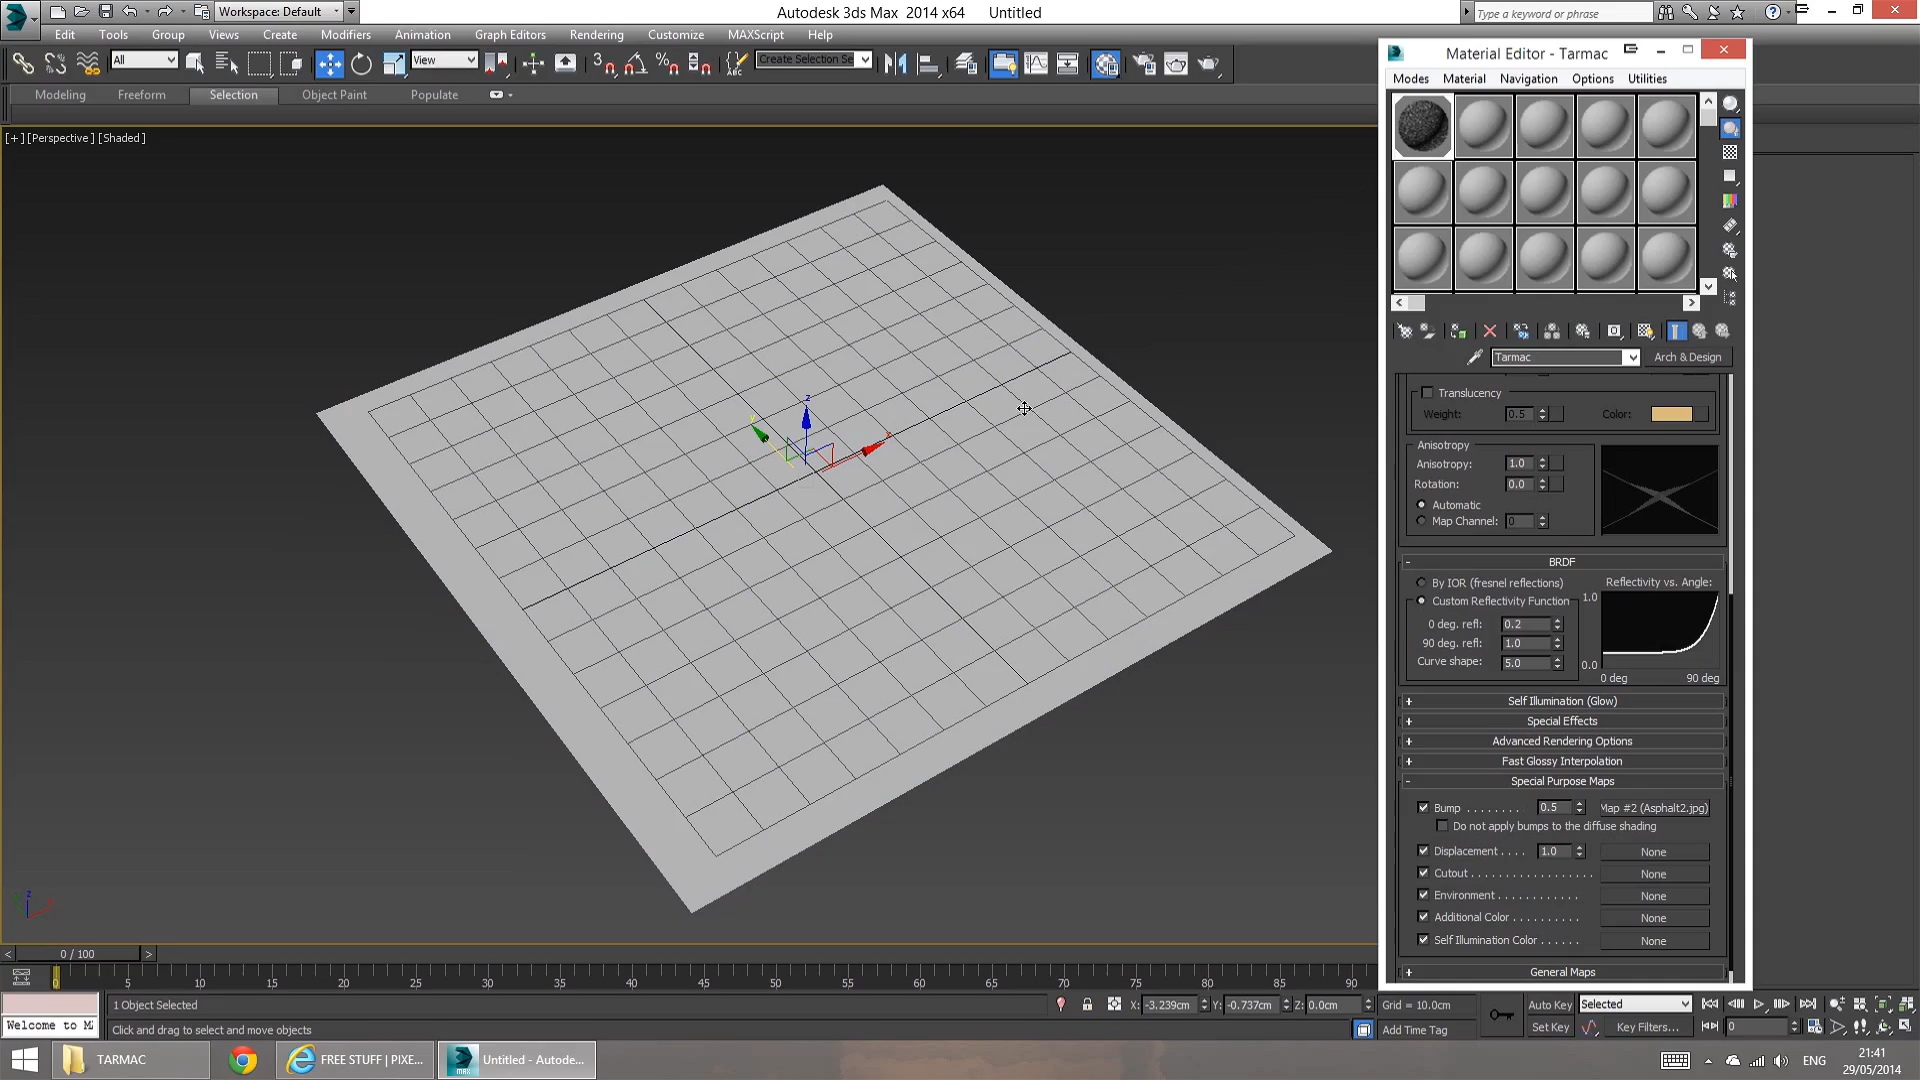 Workspace: Default
Autodesk 3ds Max 2014 x64 Untitled
Type a keyword or phrase
Edit Tools Group Views Create Modifiers Animation Graph Editors Rendering Customize MAXScript Help
All
View
Create Selection Se
Modeling Freeform Selection Object Paint Populate
[+] [Perspective ] [Shaded ]
z
y
x
Material Editor - Tarmac
Modes Material Navigation Options Utilities
Tarmac Arch & Design
Translucency
Weight: 0.5 Color:
Anisotropy
Anisotropy: 1.0
Rotation: 0.0
Automatic
Map Channel: 0
- BRDF
By IOR (fresnel reflections) Reflectivity vs. Angle:
Custom Reflectivity Function 1.0
0 deg. refl: 0.2
90 deg. refl: 1.0
Curve shape: 5.0 0.0
0 deg 90 deg
+ Self Illumination (Glow)
+ Special Effects
+ Advanced Rendering Options
+ Fast Glossy Interpolation
- Special Purpose Maps
Bump . . . . . . . . 0.5 Map #2 (Asphalt2.jpg)
Do not apply bumps to the diffuse shading
Displacement . . . . 1.0 None
Cutout . . . . . . . . . . . . . . . . . . None
Environment . . . . . . . . . . . . None
Additional Color . . . . . . . . . . None
Self Illumination Color . . . . . . None
+ General Maps
< 0 / 100 >
0 5 10 15 20 25 30 35 40 45 50 55 60 65 70 75 80 85 90
1 Object Selected X: -3.239cm Y: -0.737cm Z: 0.0cm Grid = 10.0cm Auto Key Selected
Welcome to M
Click and drag to select and move objects Add Time Tag Set Key Key Filters... 0
TARMAC FREE STUFF | PIXE... Untitled - Autode... ENG
21:41
29/05/2014